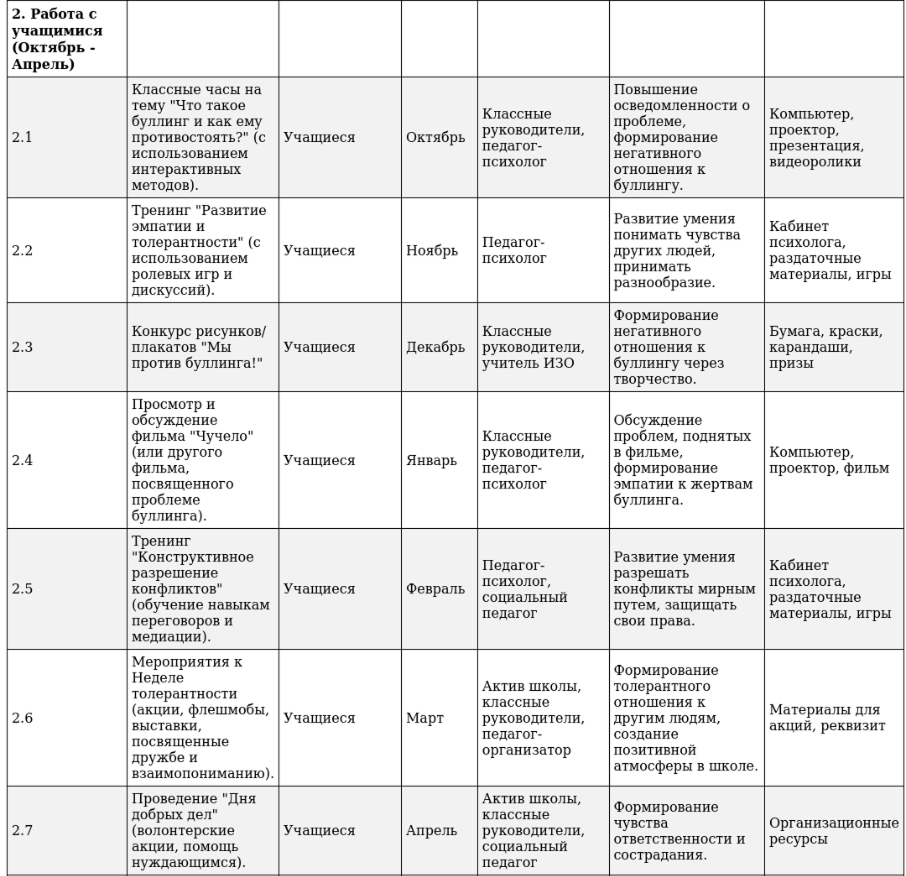 2. Работа с
учащимися
(Октябрь -
Апрель)
2.1
Классные часы на
тему "Что такое
буллинг и как ему
противостоять?" (с
использованием
интерактивных
методов).
Учащиеся
Октябрь
Классные
руководители,
педагог-
психолог
Повышение
осведомленности о
проблеме,
формирование
негативного
отношения к
буллингу.
Компьютер,
проектор,
презентация,
видеоролики
2.2
Тренинг "Развитие
эмпатии и
толерантности" (с
использованием
ролевых игр и
дискуссий).
Учащиеся
Ноябрь
Педагог-
психолог
Развитие умения
понимать чувства
других людей,
принимать
разнообразие.
Кабинет
психолога,
раздаточные
материалы, игры
2.3
Конкурс рисунков/
плакатов "Мы
против буллинга!"
Учащиеся
Декабрь
Классные
руководители,
учитель ИЗО
Формирование
негативного
отношения к
буллингу через
творчество.
Бумага, краски,
карандаши,
призы
2.4
Просмотр и
обсуждение
фильма "Чучело"
(или другого
фильма,
посвященного
проблеме
буллинга).
Учащиеся
Январь
Классные
руководители,
педагог-
психолог
Обсуждение
проблем, поднятых
в фильме,
формирование
эмпатии к жертвам
буллинга.
Компьютер,
проектор, фильм
2.5
Тренинг
"Конструктивное
разрешение
конфликтов"
(обучение навыкам
переговоров и
медиации).
Учащиеся
Февраль
Педагог-
психолог,
социальный
педагог
Развитие умения
разрешать
конфликты мирным
путем, защищать
свои права.
Кабинет
психолога,
раздаточные
материалы, игры
2.6
Мероприятия к
Неделе
толерантности
(акции, флешмобы,
выставки,
посвященные
дружбе и
взаимопониманию).
Учащиеся
Март
Актив школы,
классные
руководители,
педагог-
организатор
Формирование
толерантного
отношения к
другим людям,
создание
позитивной
атмосферы в школе.
Материалы для
акций, реквизит
2.7
Проведение "Дня
добрых дел"
(волонтерские
акции, помощь
нуждающимся).
Учащиеся
Апрель
Актив школы,
классные
руководители,
социальный
педагог
Формирование
чувства
ответственности и
сострадания.
Организационные
ресурсы